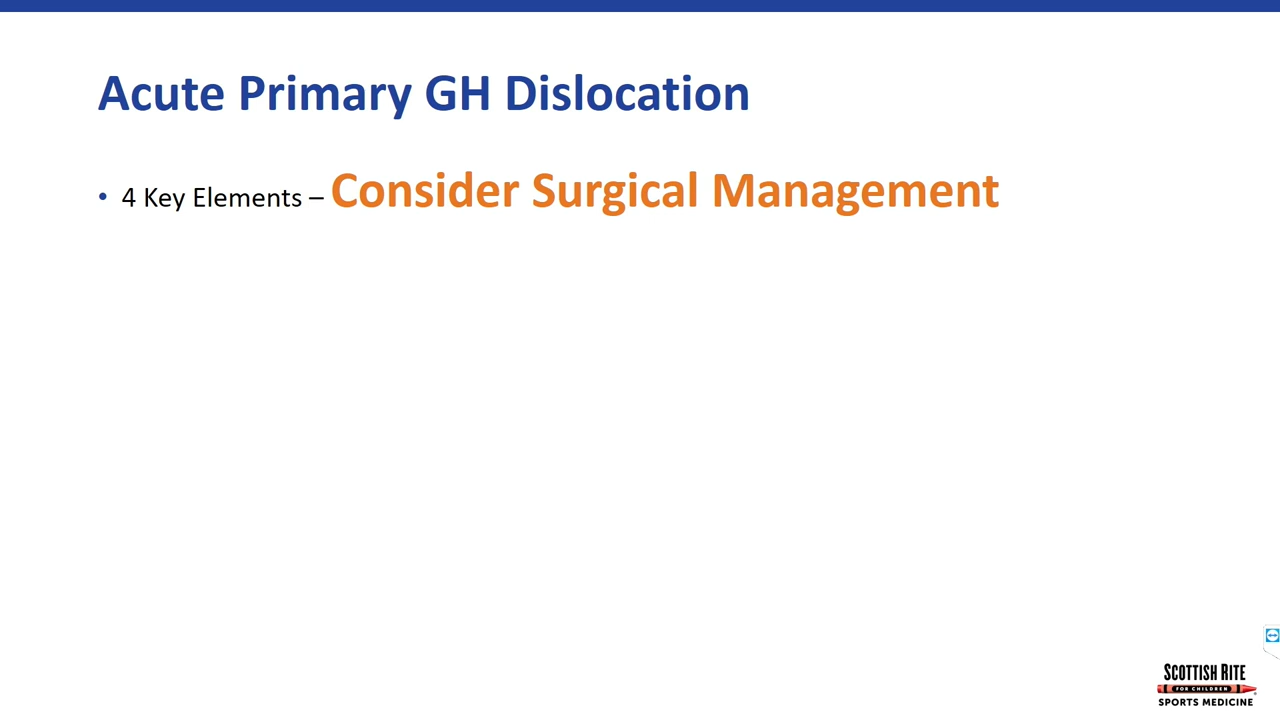 Acute Primary GH Dislocation
• 4 Key Elements – Consider Surgical Management
SCOTTISH RITE
FOR CHILDREN
SPORTS MEDICINE